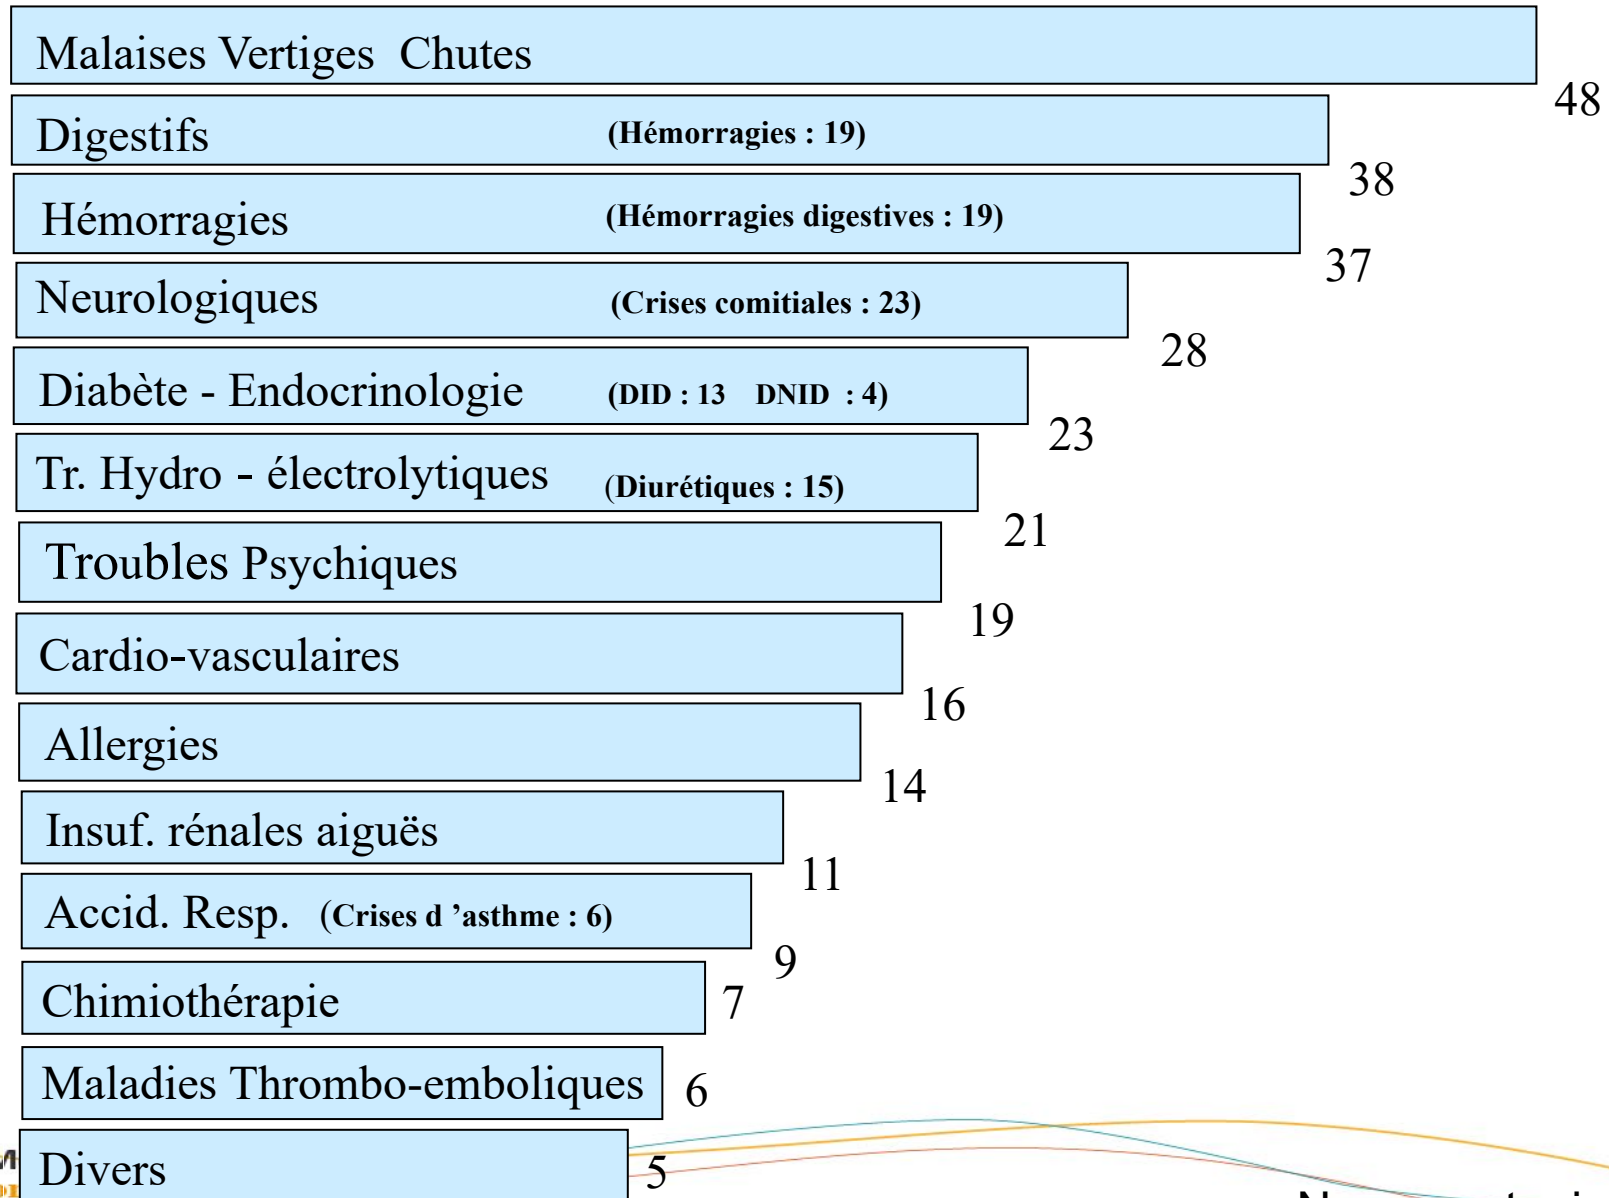 Malaises Vertiges Chutes
48
Digestifs (Hémorragies : 19)
38
Hémorragies (Hémorragies digestives : 19)
37
Neurologiques (Crises comitiales : 23)
28
Diabète - Endocrinologie (DID : 13 DNID : 4)
23
Tr. Hydro - électrolytiques (Diurétiques : 15)
21
Troubles Psychiques
19
Cardio-vasculaires
16
Allergies
14
Insuf. rénales aiguës
11
Accid. Resp. (Crises d ’asthme : 6)
9
Chimiothérapie 7
Maladies Thrombo-emboliques 6
Divers 5